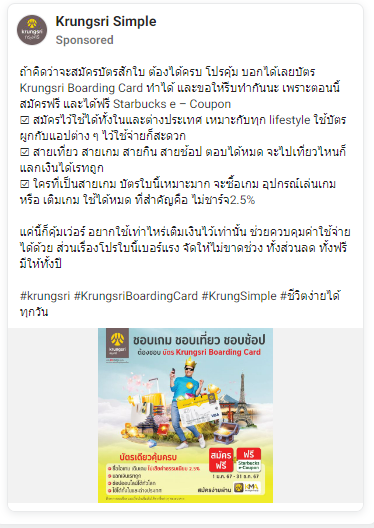 Krungsri Simple
Sponsored
ถ้าคิดว่าจะสมัครบัตรสักใบ ต้องได้ครบ โปรคุ้ม บอกได้เลยบัตร
Krungsri Boarding Card ทำได้ และขอให้รีบทำกันนะ เพราะตอนนี้
สมัครฟรี และได้ฟรี Starbucks e – Coupon
☑ สมัครไว้ใช้ได้ทั้งในและต่างประเทศ เหมาะกับทุก lifestyle ใช้บัตร
ผูกกับแอปต่าง ๆ ไว้ใช้จ่ายก็สะดวก
☑ สายเที่ยว สายเกม สายกิน สายช้อป ตอบได้หมด จะไปเที่ยวไหนก็
แลกเงินได้เรทถูก
☑ ใครที่เป็นสายเกม บัตรใบนี้เหมาะมาก จะซื้อเกม อุปกรณ์เล่นเกม
หรือ เติมเกม ใช้ได้หมด ที่สำคัญคือ ไม่ชาร์จ2.5%
แค่นี้ก็คุ้มเว่อร์ อยากใช้เท่าไหร่เติมเงินไว้เท่านั้น ช่วยควบคุมค่าใช้จ่าย
ได้ด้วย ส่วนเรื่องโปรใบนี้เบอร์แรง จัดให้ไม่ขาดช่วง ทั้งส่วนลด ทั้งฟรี
มีให้ทั้งปี
#krungsri #KrungsriBoardingCard #KrungSimple #ชีวิตง่ายได้
ทุกวัน
krungsri
กรุงศรี
ชอบเกม ชอบเที่ยว ชอบช้อป
ต้องชอบ บัตร Krungsri Boarding Card
บัตรเดียวคุ้มครบ
สมัคร
ฟรี
ฟรี
Starbucks
e-Coupon
1 ม.ค. 67 - 31 ธ.ค. 67
สมัครง่ายผ่าน